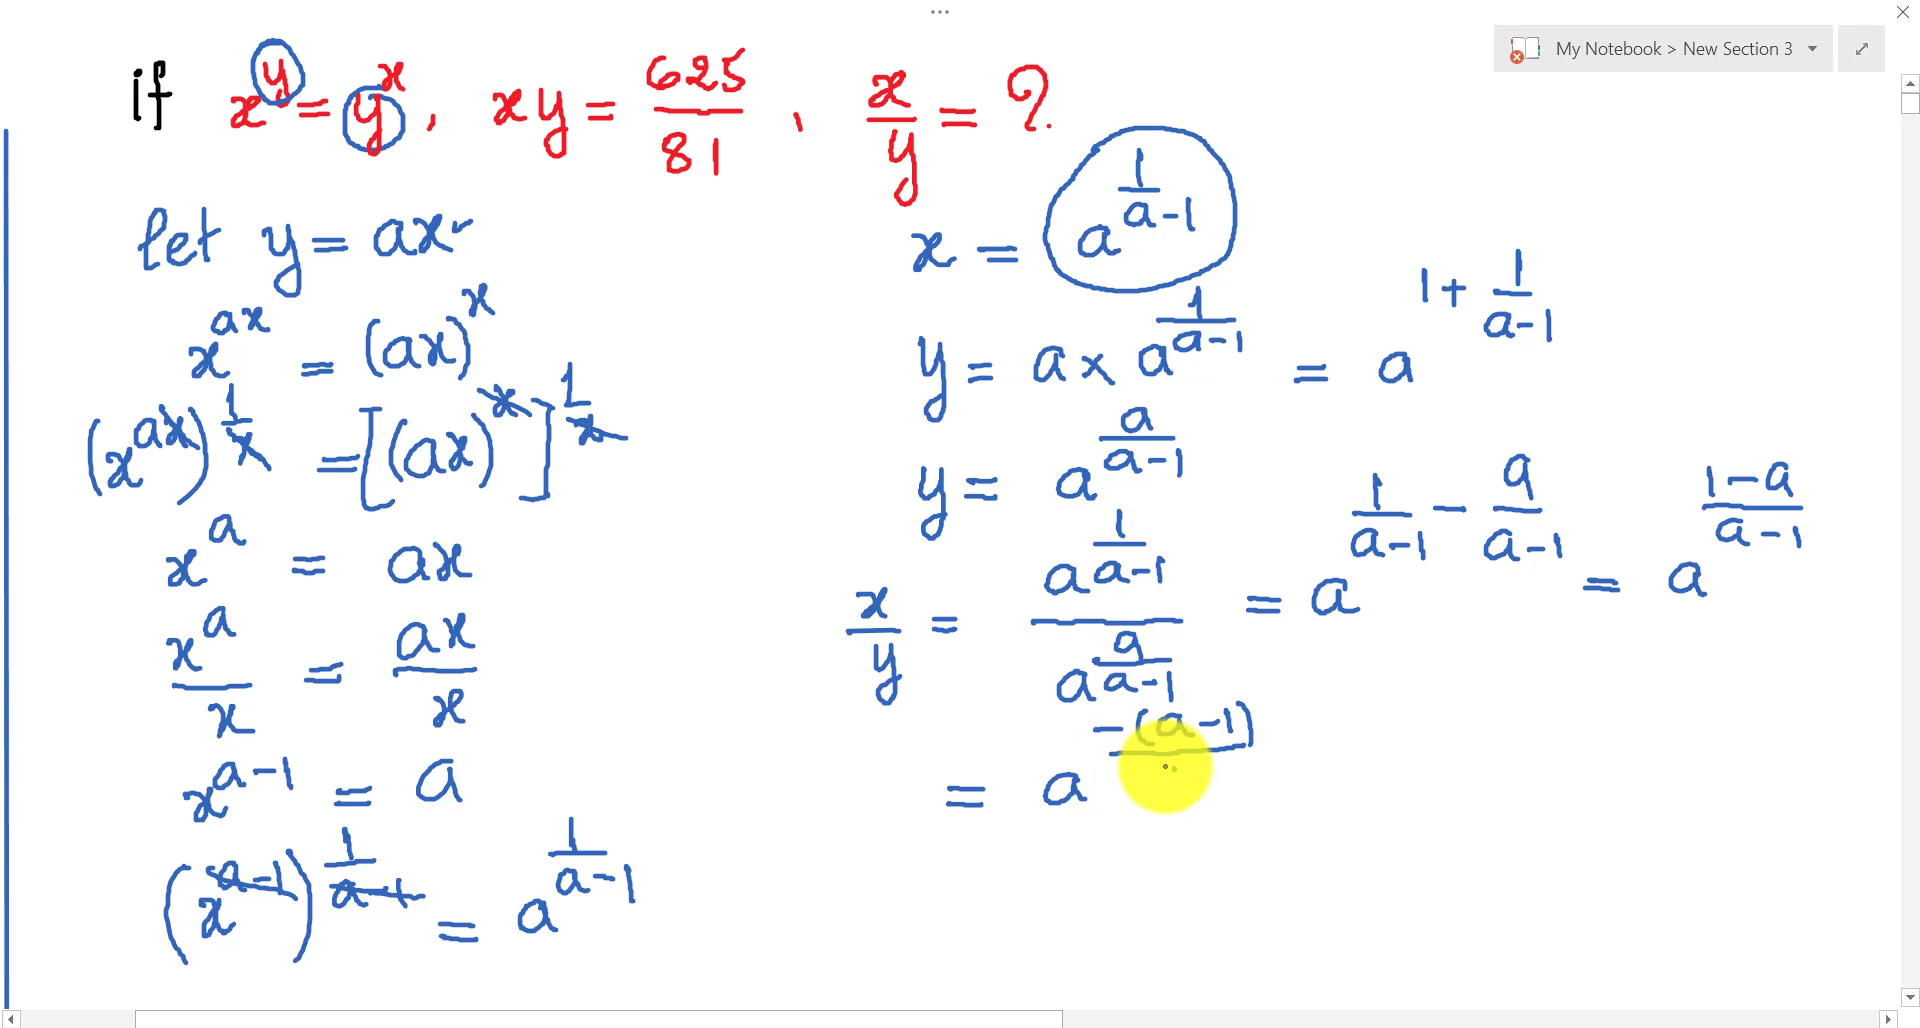 My Notebook > New Section 3
if x^y = y^x , xy = 625/81 , x/y = ?
let y = ax
x^(ax) = (ax)^x
(x^(ax))^(1/x) = [(ax)^x]^(1/x)
x^a = ax
x^a/x = ax/x
x^(a-1) = a
(x^(a-1))^(1/(a-1)) = a^(1/(a-1))
x = a^(1/(a-1))
y = a × a^(1/(a-1)) = a^(1+1/(a-1))
y = a^(a/(a-1))
x/y = a^(1/(a-1))/a^(a/(a-1)) = a^(1/(a-1) - a/(a-1)) = a^((1-a)/(a-1))
= a^(-(a-1)/